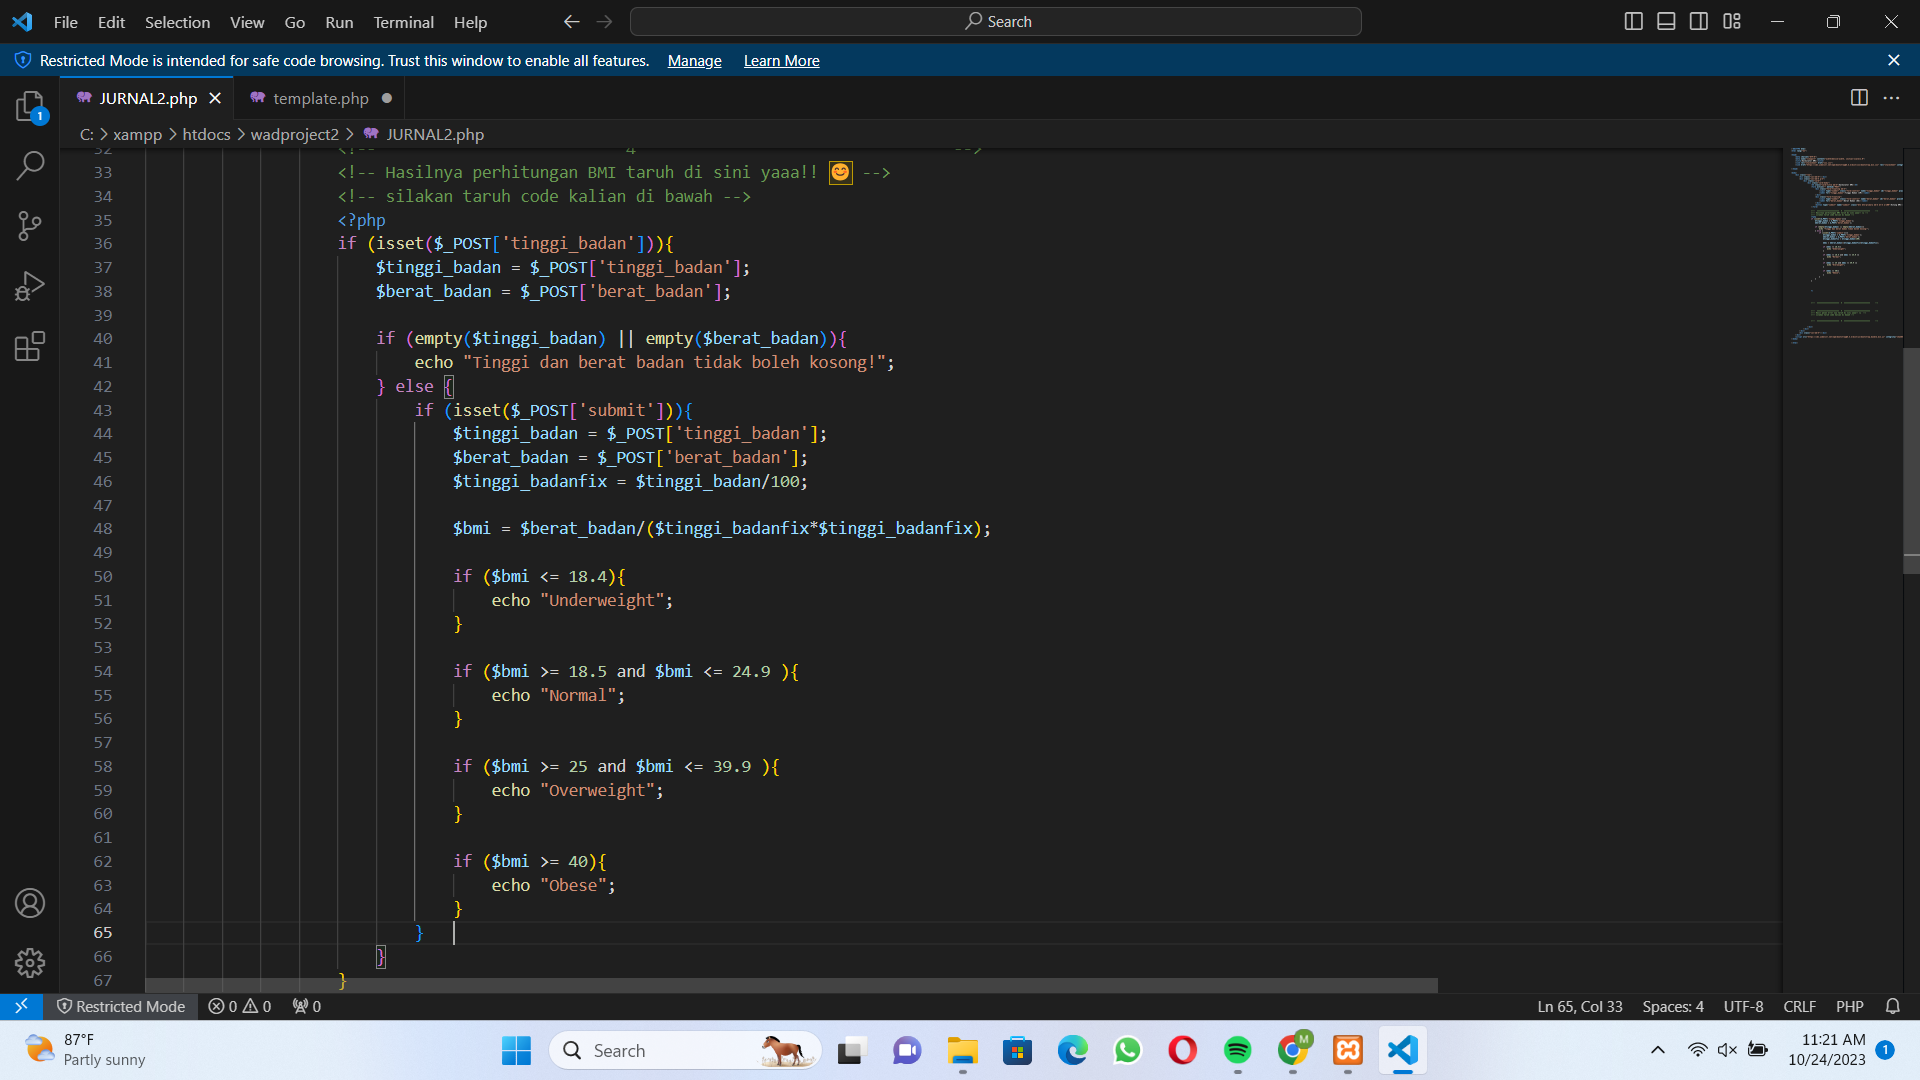 File Edit Selection View Go Run Terminal Help Search
Restricted Mode is intended for safe code browsing. Trust this window to enable all features. Manage Learn More
JURNAL2.php template.php
C: > xampp > htdocs > wadproject2 > JURNAL2.php
32 <!-- 4 -->
33 <!-- Hasilnya perhitungan BMI taruh di sini yaaa!! 😊 -->
34 <!-- silakan taruh code kalian di bawah -->
35 <?php
36 if (isset($_POST['tinggi_badan'])){
37 $tinggi_badan = $_POST['tinggi_badan'];
38 $berat_badan = $_POST['berat_badan'];
39
40 if (empty($tinggi_badan) || empty($berat_badan)){
41 echo "Tinggi dan berat badan tidak boleh kosong!";
42 } else {
43 if (isset($_POST['submit'])){
44 $tinggi_badan = $_POST['tinggi_badan'];
45 $berat_badan = $_POST['berat_badan'];
46 $tinggi_badanfix = $tinggi_badan/100;
47
48 $bmi = $berat_badan/($tinggi_badanfix*$tinggi_badanfix);
49
50 if ($bmi <= 18.4){
51 echo "Underweight";
52 }
53
54 if ($bmi >= 18.5 and $bmi <= 24.9 ){
55 echo "Normal";
56 }
57
58 if ($bmi >= 25 and $bmi <= 39.9 ){
59 echo "Overweight";
60 }
61
62 if ($bmi >= 40){
63 echo "Obese";
64 }
65 }
66 }
67 }
1
Restricted Mode 0 0 0 Ln 65, Col 33 Spaces: 4 UTF-8 CRLF PHP
87°F
Partly sunny
Search
M
11:21 AM
10/24/2023
1